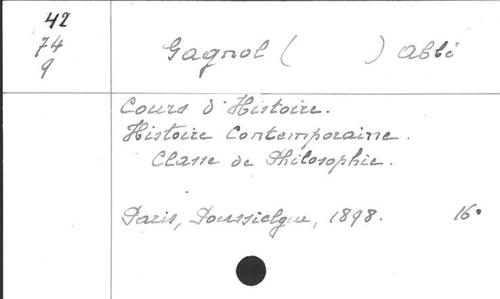 42
74
9
Gagnol ( ) Abbé
Cours d'Histoire.
Histoire Contemporaine.
Classe de Philosophie.
Paris, Poussielgue, 1898. 16°